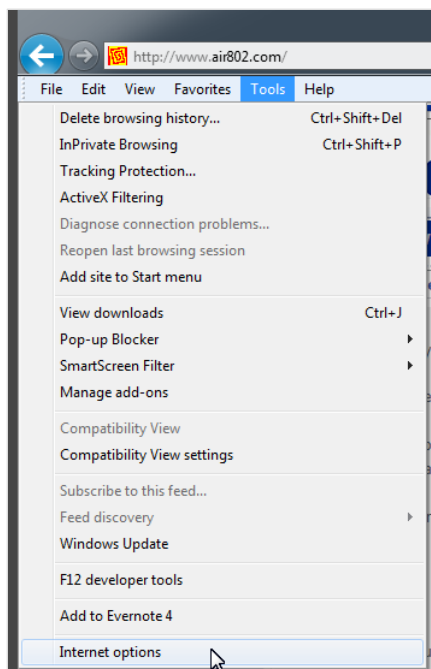 http://www.air802.com/
File Edit View Favorites Tools Help
Delete browsing history... Ctrl+Shift+Del
InPrivate Browsing Ctrl+Shift+P
Tracking Protection...
ActiveX Filtering
Diagnose connection problems...
Reopen last browsing session
Add site to Start menu
View downloads Ctrl+J
Pop-up Blocker
SmartScreen Filter
Manage add-ons
Compatibility View
Compatibility View settings
Subscribe to this feed...
Feed discovery
Windows Update
F12 developer tools
Add to Evernote 4
Internet options